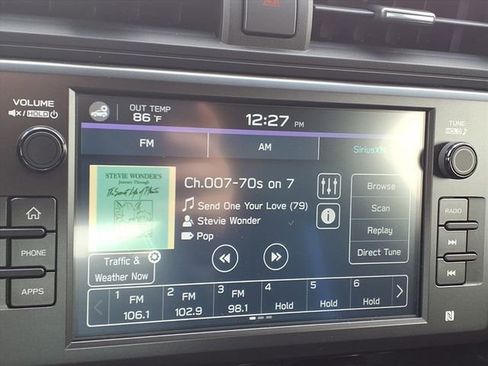 VOLUME
/HOLD
OUT TEMP
86 °F
12:27 PM
TUNE
HOLD
FM
AM
SiriusXM
STEVIE WONDER'S
Journey Through
The Secret Life of Plants
Ch.007-70s on 7
Send One Your Love (79)
Stevie Wonder
Pop
Browse
Scan
Replay
Direct Tune
Traffic &
Weather Now
PHONE
APPS
RADIO
1 FM 106.1
2 FM 102.9
3 FM 98.1
4 Hold
5 Hold
6 Hold